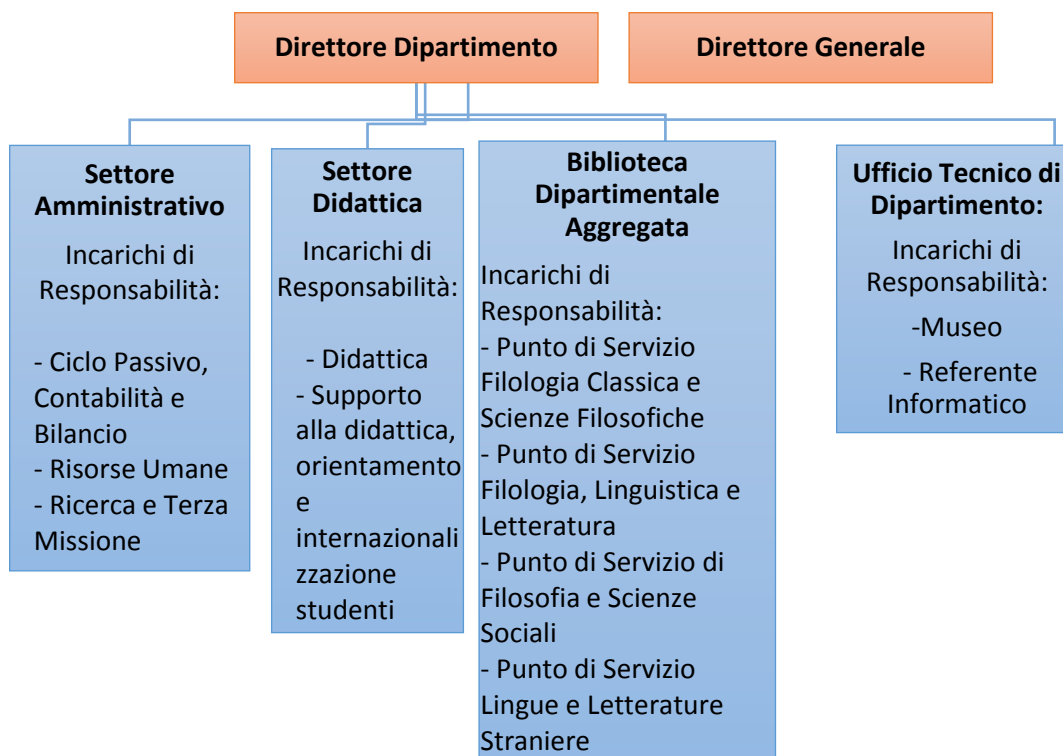 Direttore Dipartimento
Direttore Generale
Settore
Amministrativo
Incarichi di
Responsabilità:
- Ciclo Passivo,
Contabilità e
Bilancio
- Risorse Umane
- Ricerca e Terza
Missione
Settore
Didattica
Incarichi di
Responsabilità:
- Didattica
- Supporto
alla didattica,
orientamento
e
internazionali
zzazione
studenti
Biblioteca
Dipartimentale
Aggregata
Incarichi di
Responsabilità:
- Punto di Servizio
Filologia Classica e
Scienze Filosofiche
- Punto di Servizio
Filologia, Linguistica e
Letteratura
- Punto di Servizio di
Filosofia e Scienze
Sociali
- Punto di Servizio
Lingue e Letterature
Straniere
Ufficio Tecnico di
Dipartimento:
Incarichi di
Responsabilità:
-Museo
- Referente
Informatico